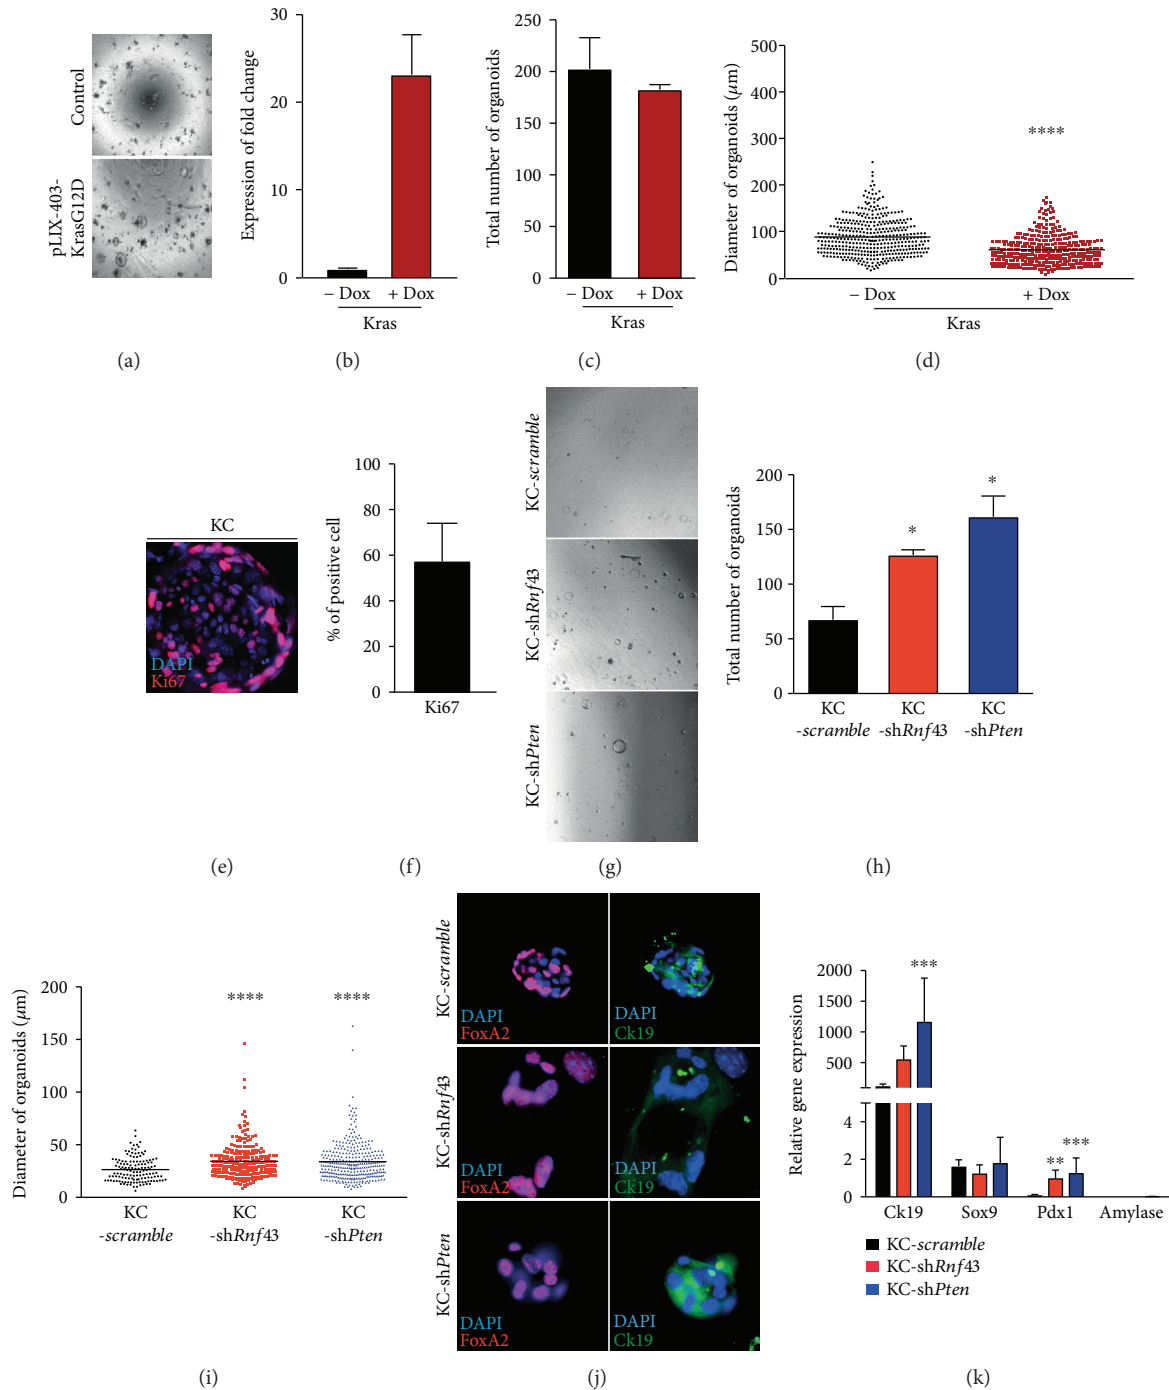 Control
pLIX-403-
KrasG12D
(a)
Expression of fold change
30
20
10
0
− Dox
+ Dox
Kras
(b)
Total number of organoids
250
200
150
100
50
0
− Dox
+ Dox
Kras
(c)
Diameter of organoids (μm)
500
400
300
200
100
0
****
− Dox
+ Dox
Kras
(d)
KC
DAPI
Ki67
(e)
% of positive cell
100
80
60
40
20
0
Ki67
(f)
KC-scramble
KC-shRnf43
KC-shPten
(g)
Total number of organoids
200
150
100
50
0
*
*
KC
-scramble
KC
-shRnf43
KC
-shPten
(h)
Diameter of organoids (μm)
200
150
100
50
0
****
****
KC
-scramble
KC
-shRnf43
KC
-shPten
(i)
KC-scramble
DAPI
FoxA2
DAPI
Ck19
KC-shRnf43
DAPI
FoxA2
DAPI
Ck19
KC-shPten
DAPI
FoxA2
DAPI
Ck19
(j)
Relative gene expression
2000
1500
1000
500
4
2
0
***
**
***
Ck19
Sox9
Pdx1
Amylase
KC-scramble
KC-shRnf43
KC-shPten
(k)